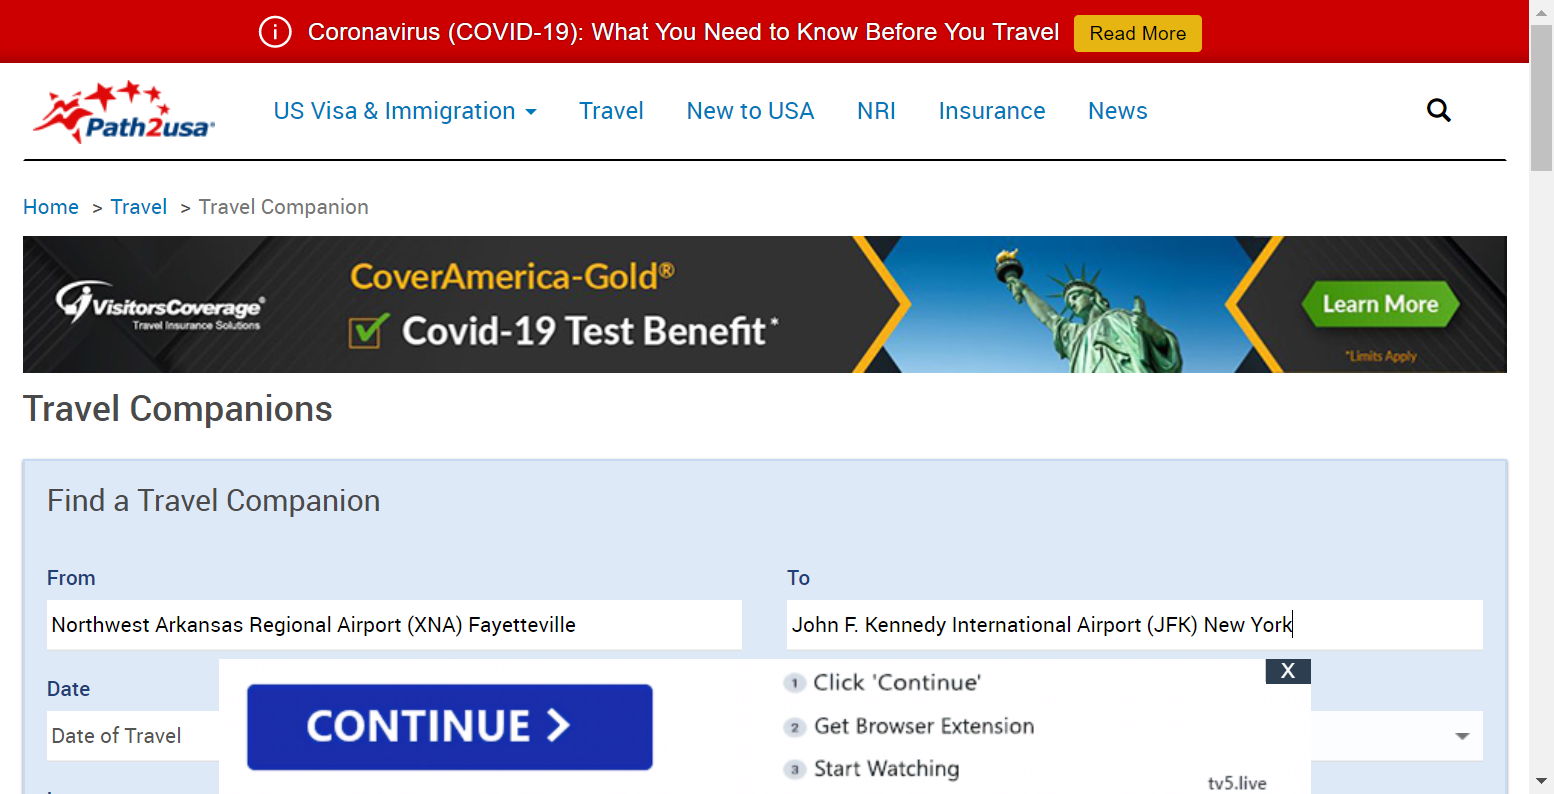 Coronavirus (COVID-19): What You Need to Know Before You Travel Read More
Path2usa
US Visa & Immigration Travel New to USA NRI Insurance News
Home > Travel > Travel Companion
VisitorsCoverage®
Travel Insurance Solutions
CoverAmerica-Gold®
Covid-19 Test Benefit*
Learn More
*Limits Apply
Travel Companions
Find a Travel Companion
From
Northwest Arkansas Regional Airport (XNA) Fayetteville
To
John F. Kennedy International Airport (JFK) New York
Date
Date of Travel
X
CONTINUE >
1 Click 'Continue'
2 Get Browser Extension
3 Start Watching
tv5.live